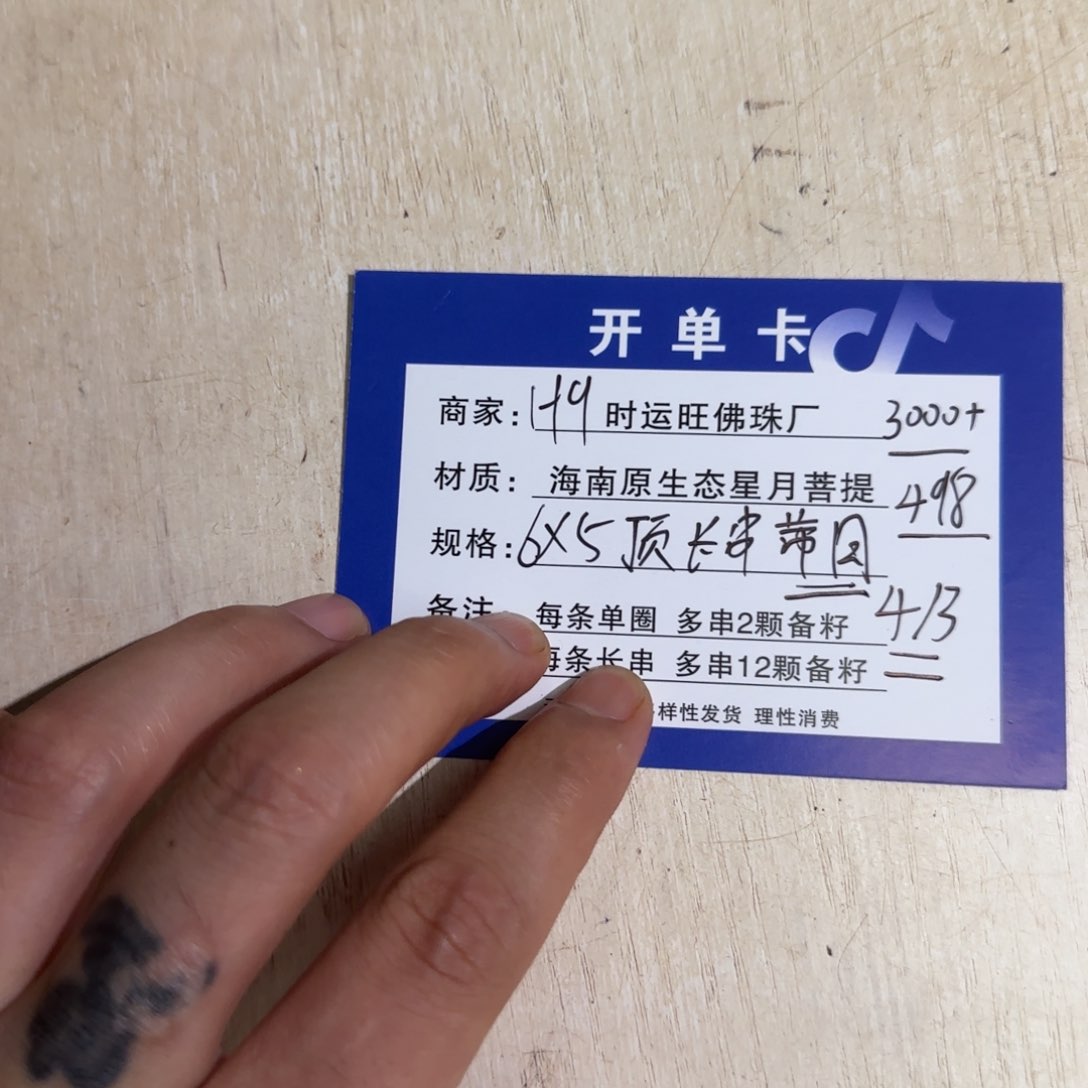 开单卡
商家: 时运旺佛珠厂 3000+
材质: 海南原生态星月菩提 498
规格: 6X5 顶 长串 带图
备注 每条单圈 多串2颗备籽 413
每条长串 多串12颗备籽
样性发货 理性消费